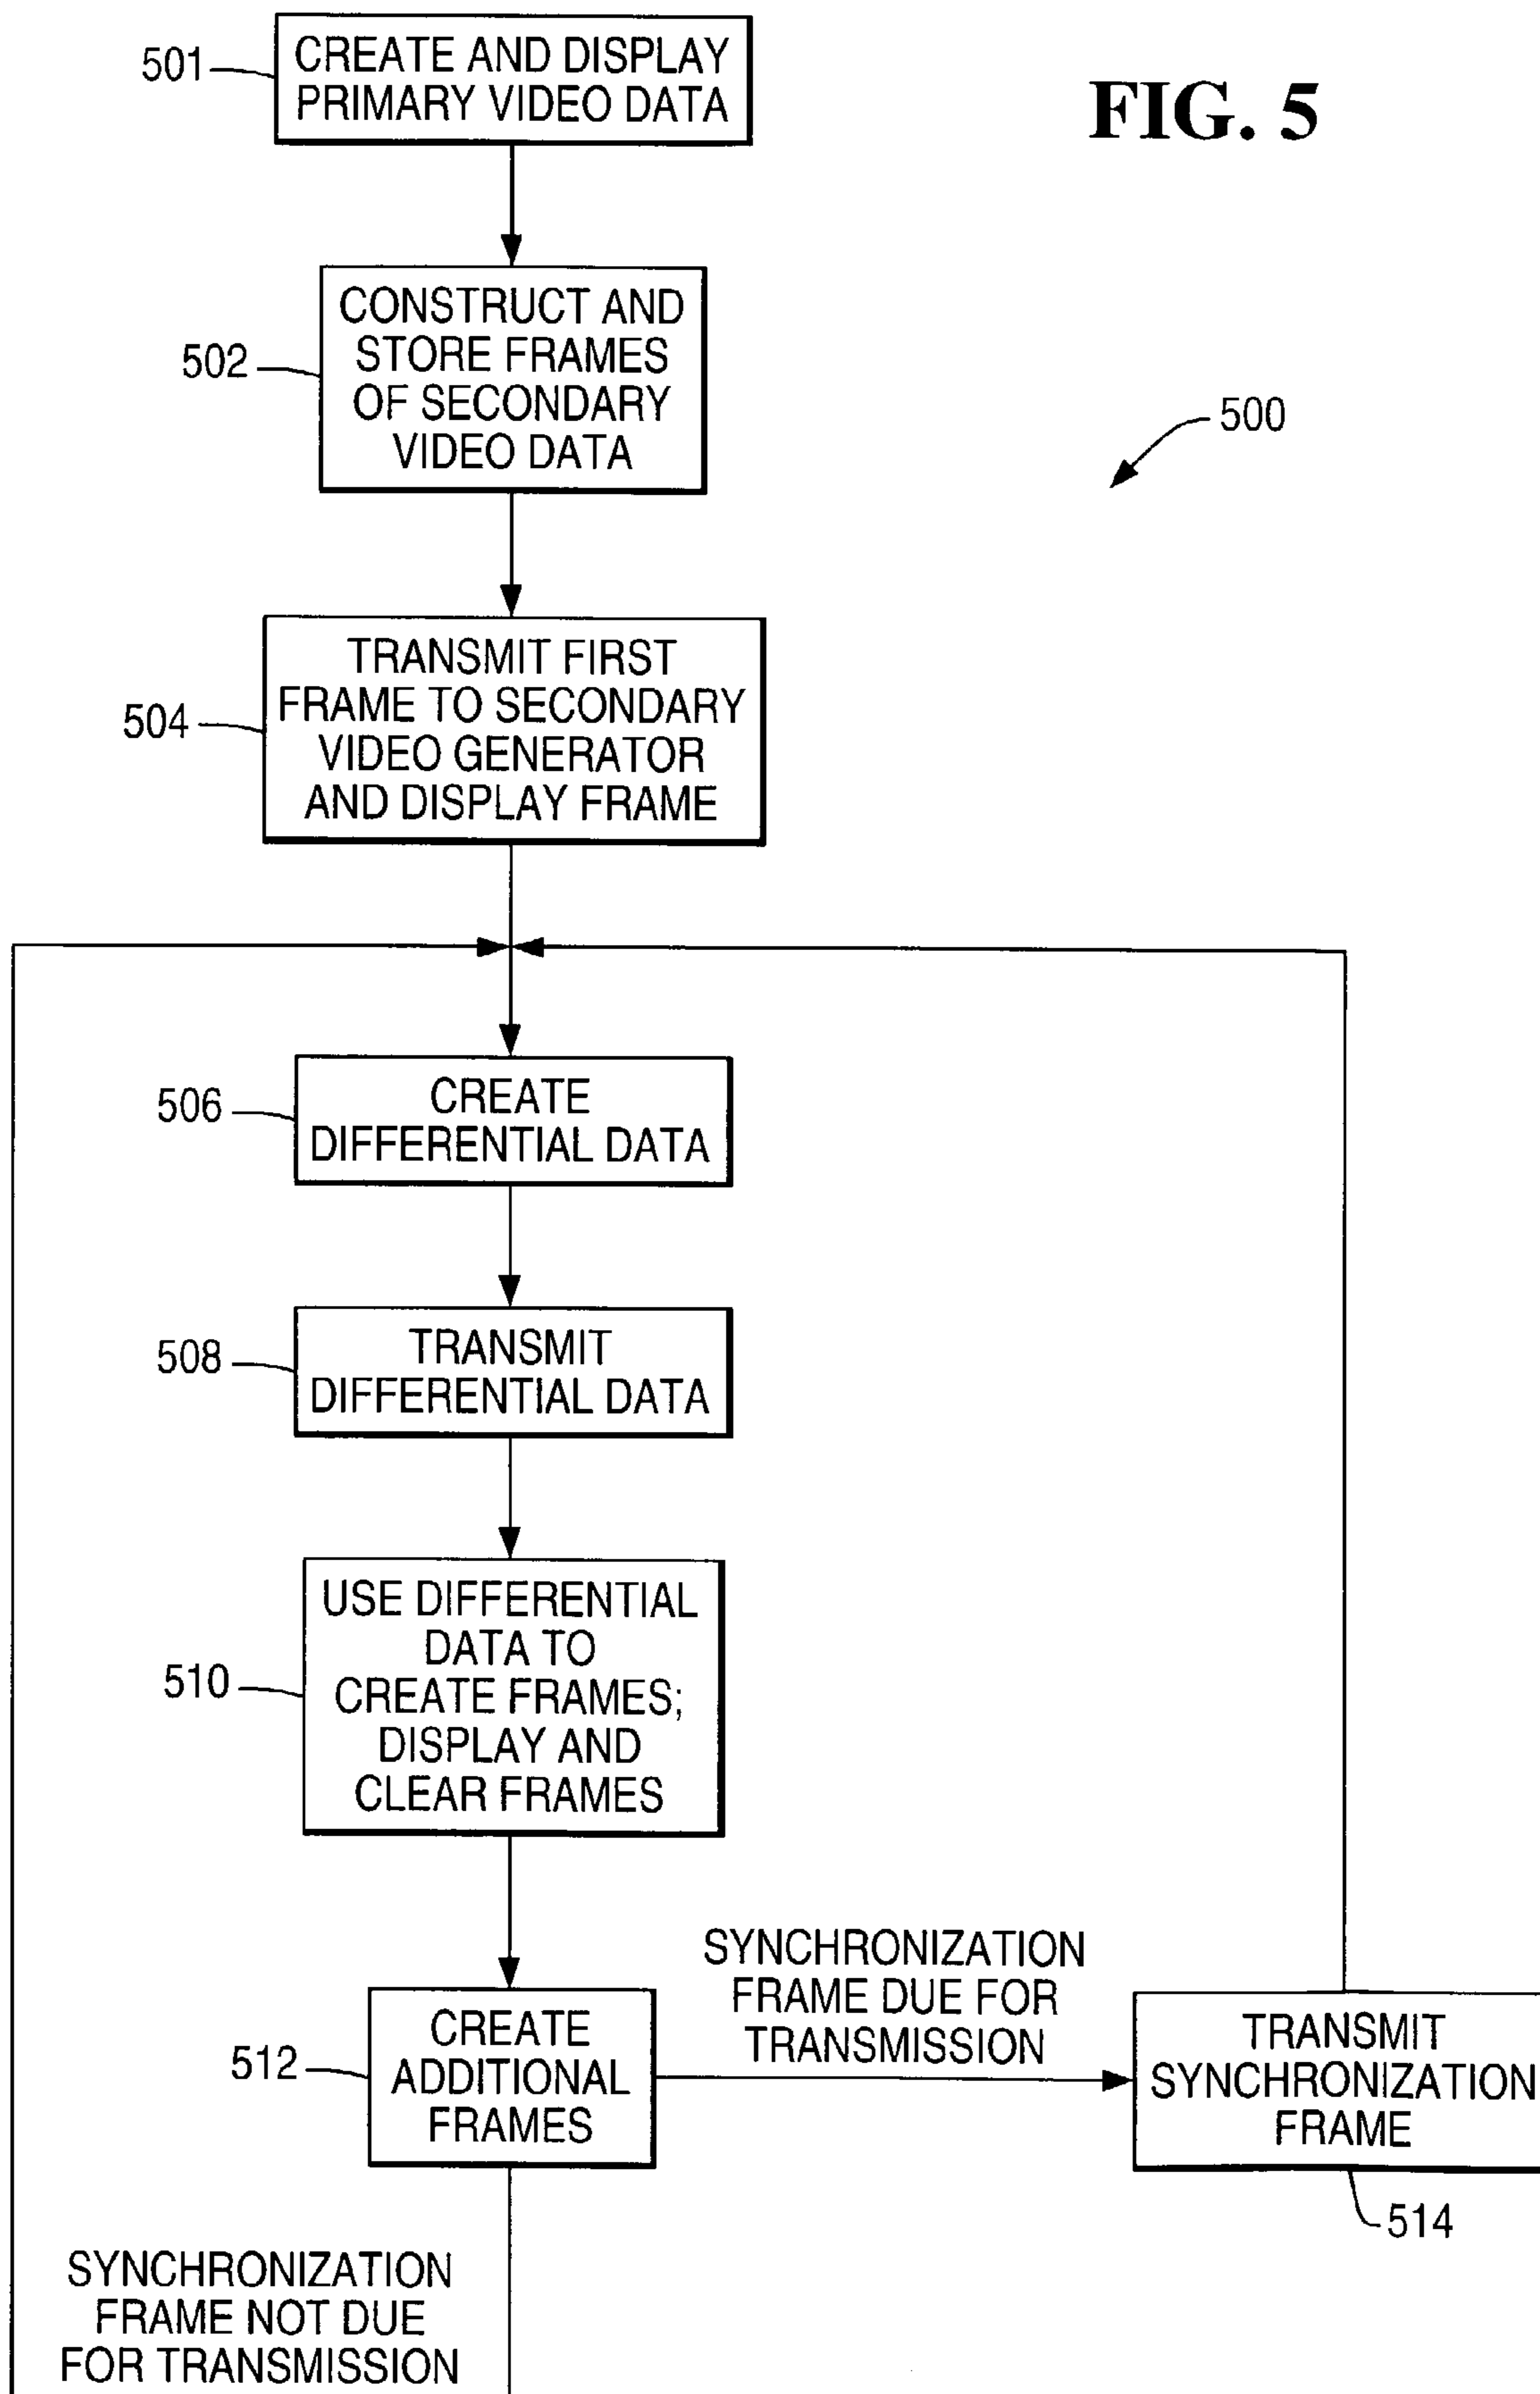 501
CREATE AND DISPLAY
PRIMARY VIDEO DATA
FIG. 5
502
CONSTRUCT AND
STORE FRAMES
OF SECONDARY
VIDEO DATA
500
504
TRANSMIT FIRST
FRAME TO SECONDARY
VIDEO GENERATOR
AND DISPLAY FRAME
506
CREATE
DIFFERENTIAL DATA
508
TRANSMIT
DIFFERENTIAL DATA
510
USE DIFFERENTIAL
DATA TO
CREATE FRAMES;
DISPLAY AND
CLEAR FRAMES
512
CREATE
ADDITIONAL
FRAMES
SYNCHRONIZATION
FRAME DUE FOR
TRANSMISSION
TRANSMIT
SYNCHRONIZATION
FRAME
514
SYNCHRONIZATION
FRAME NOT DUE
FOR TRANSMISSION